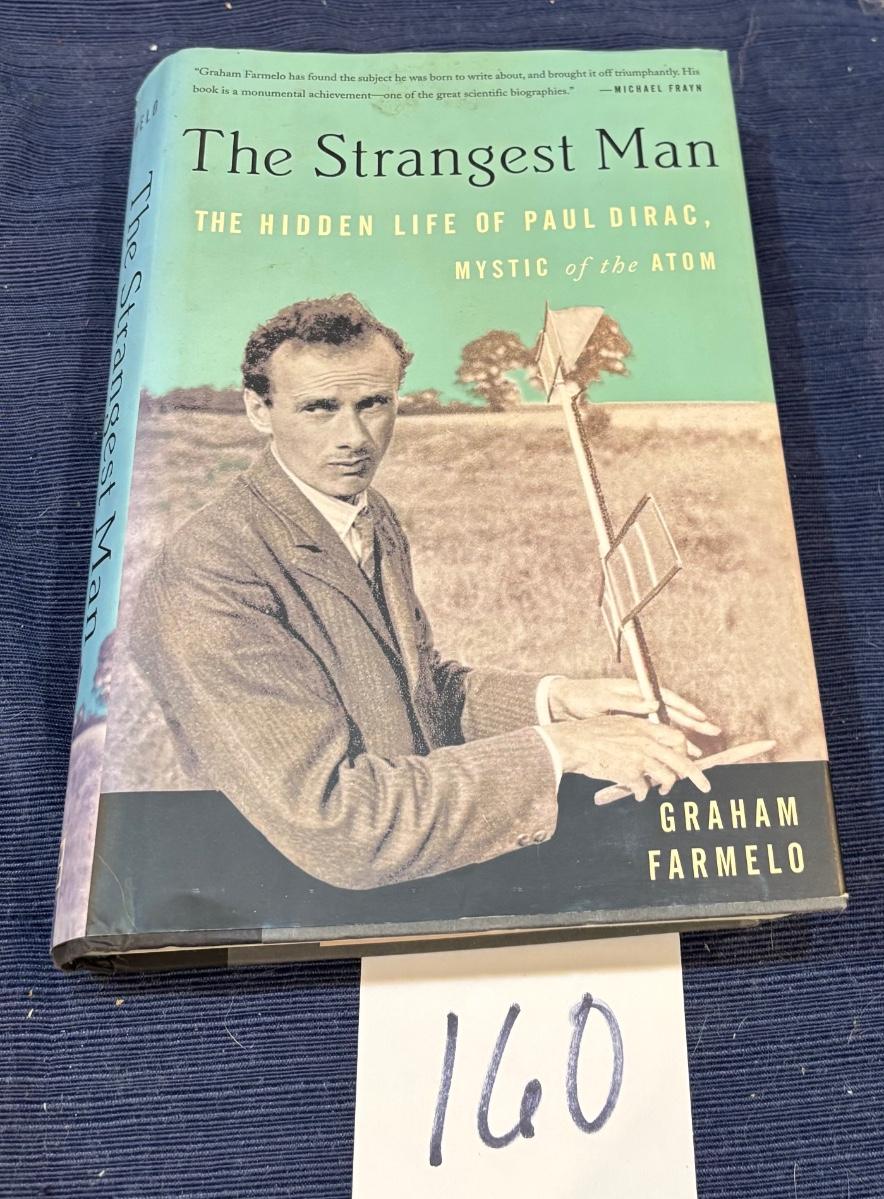 "Graham Farmelo has found the subject he was born to write about, and brought it off triumphantly. His
book is a monumental achievement—one of the great scientific biographies." —MICHAEL FRAYN
The Strangest Man
THE HIDDEN LIFE OF PAUL DIRAC,
MYSTIC of the ATOM
GRAHAM
FARMELO
The Strangest Man
160